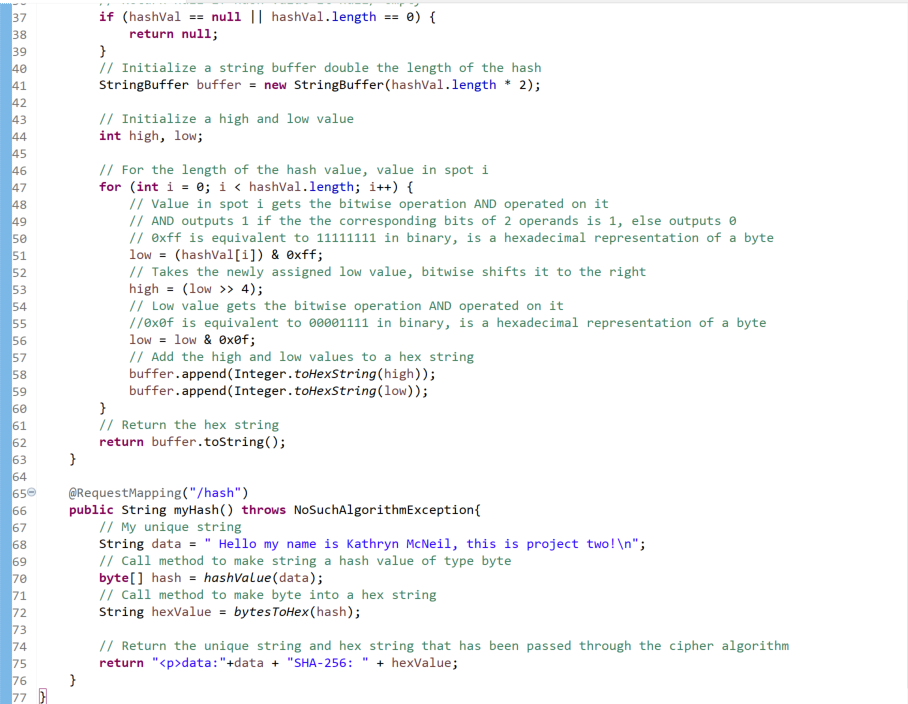 37 if (hashVal == null || hashVal.length == 0) {
38 return null;
39 }
40 // Initialize a string buffer double the length of the hash
41 StringBuffer buffer = new StringBuffer(hashVal.length * 2);
42
43 // Initialize a high and low value
44 int high, low;
45
46 // For the length of the hash value, value in spot i
47 for (int i = 0; i < hashVal.length; i++) {
48 // Value in spot i gets the bitwise operation AND operated on it
49 // AND outputs 1 if the the corresponding bits of 2 operands is 1, else outputs 0
50 // 0xff is equivalent to 11111111 in binary, is a hexadecimal representation of a byte
51 low = (hashVal[i]) & 0xff;
52 // Takes the newly assigned low value, bitwise shifts it to the right
53 high = (low >> 4);
54 // Low value gets the bitwise operation AND operated on it
55 //0x0f is equivalent to 00001111 in binary, is a hexadecimal representation of a byte
56 low = low & 0x0f;
57 // Add the high and low values to a hex string
58 buffer.append(Integer.toHexString(high));
59 buffer.append(Integer.toHexString(low));
60 }
61 // Return the hex string
62 return buffer.toString();
63 }
64
65 @RequestMapping("/hash")
66 public String myHash() throws NoSuchAlgorithmException{
67 // My unique string
68 String data = " Hello my name is Kathryn McNeil, this is project two!\n";
69 // Call method to make string a hash value of type byte
70 byte[] hash = hashValue(data);
71 // Call method to make byte into a hex string
72 String hexValue = bytesToHex(hash);
73
74 // Return the unique string and hex string that has been passed through the cipher algorithm
75 return "<p>data:"+data + "SHA-256: " + hexValue;
76 }
77 }